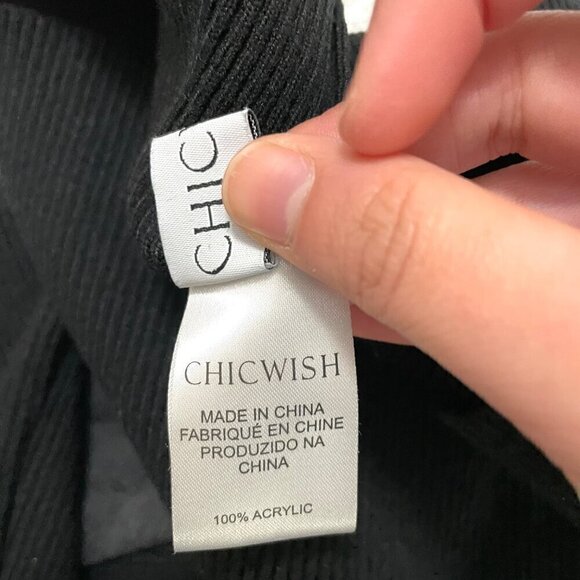 CHIC
CHICWISH
MADE IN CHINA
FABRIQUÉ EN CHINE
PRODUZIDO NA
CHINA
100% ACRYLIC